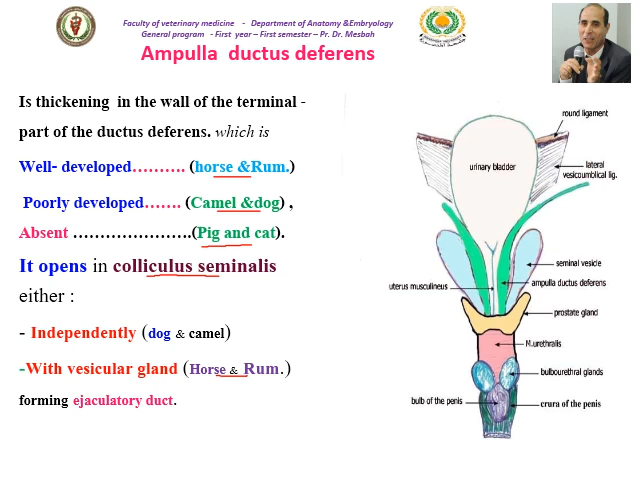 Faculty of veterinary medicine - Department of Anatomy &Embryology
General program - First year – First semester – Pr. Dr. Mesbah
Ampulla ductus deferens
Is thickening in the wall of the terminal -
part of the ductus deferens. which is
Well- developed………. (horse &Rum.)
Poorly developed……. (Camel &dog) ,
Absent ………………….(Pig and cat).
It opens in colliculus seminalis
either :
- Independently (dog & camel)
-With vesicular gland (Horse & Rum.)
forming ejaculatory duct.
round ligament
urinary bladder
lateral
vesicoumbilical lig.
seminal vesicle
ampulla ductus deferens
uterus musculineus
prostate gland
M.urethralis
bulbourethral glands
bulb of the penis
crura of the penis